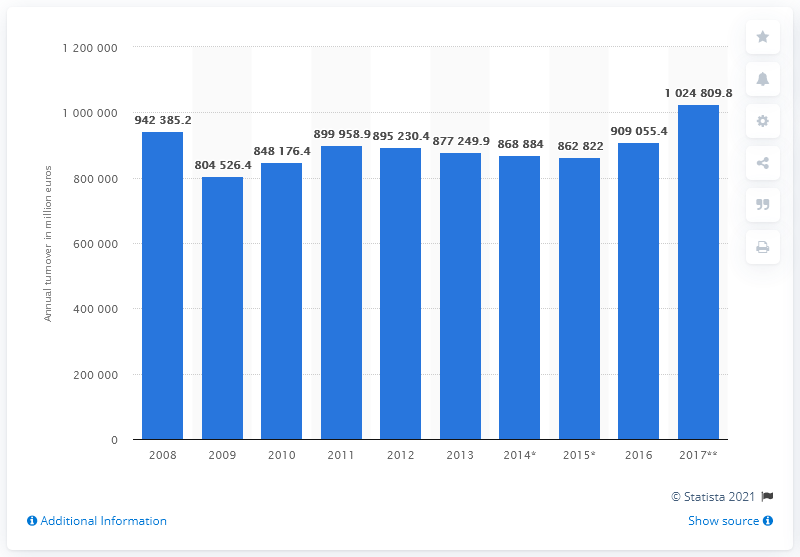 1 200 000
1 000 000
800 000
600 000
400 000
200 000
0
Annual turnover in million euros
942 385.2
804 526.4
848 176.4
899 958.9
895 230.4
877 249.9
868 884
862 822
909 055.4
1 024 809.8
2008 2009 2010 2011 2012 2013 2014* 2015* 2016 2017**
© Statista 2021
Additional Information
Show source